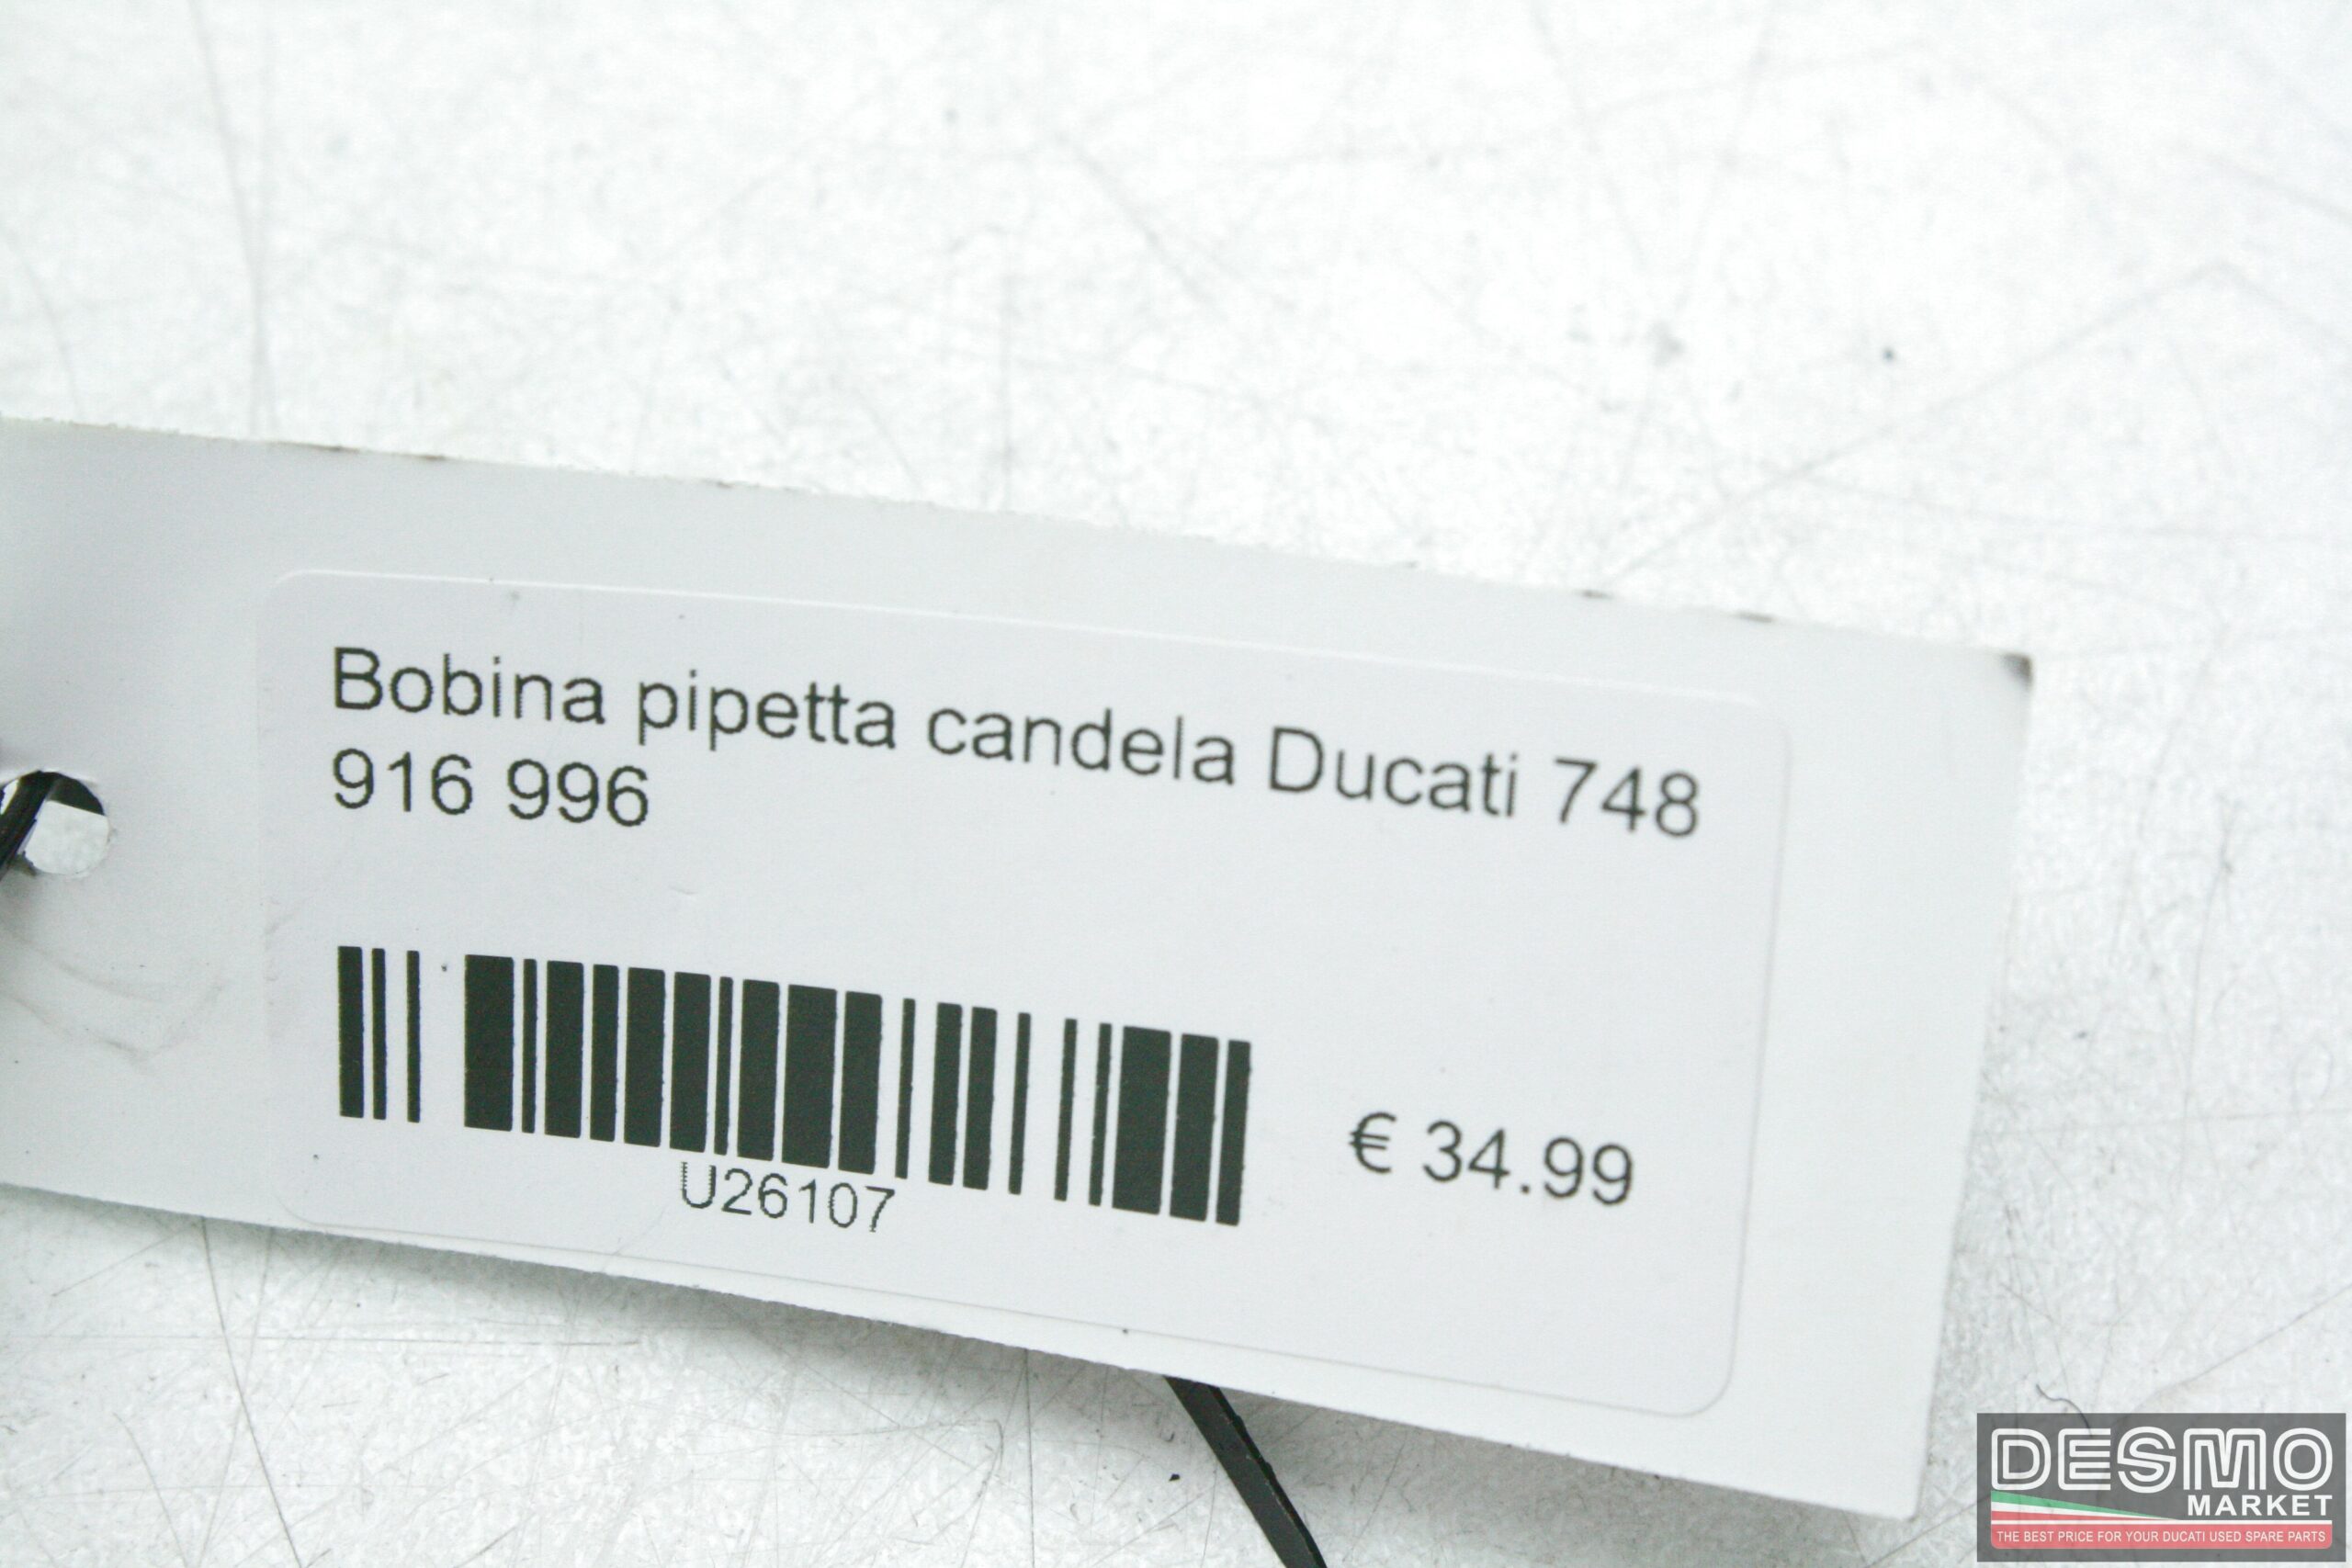 Bobina pipetta candela Ducati 748
916 996
€ 34.99
U26107
DESMO
MARKET
THE BEST PRICE FOR YOUR DUCATI USED SPARE PARTS